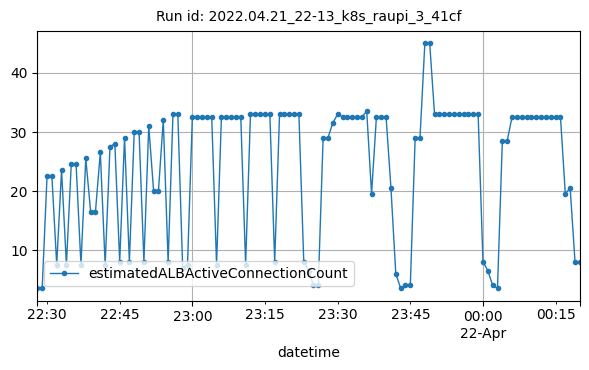 Run id: 2022.04.21_22-13_k8s_raupi_3_41cf
40
30
20
10
estimatedALBActiveConnectionCount
22:30 22:45 23:00 23:15 23:30 23:45 00:00 00:15
22-Apr
datetime